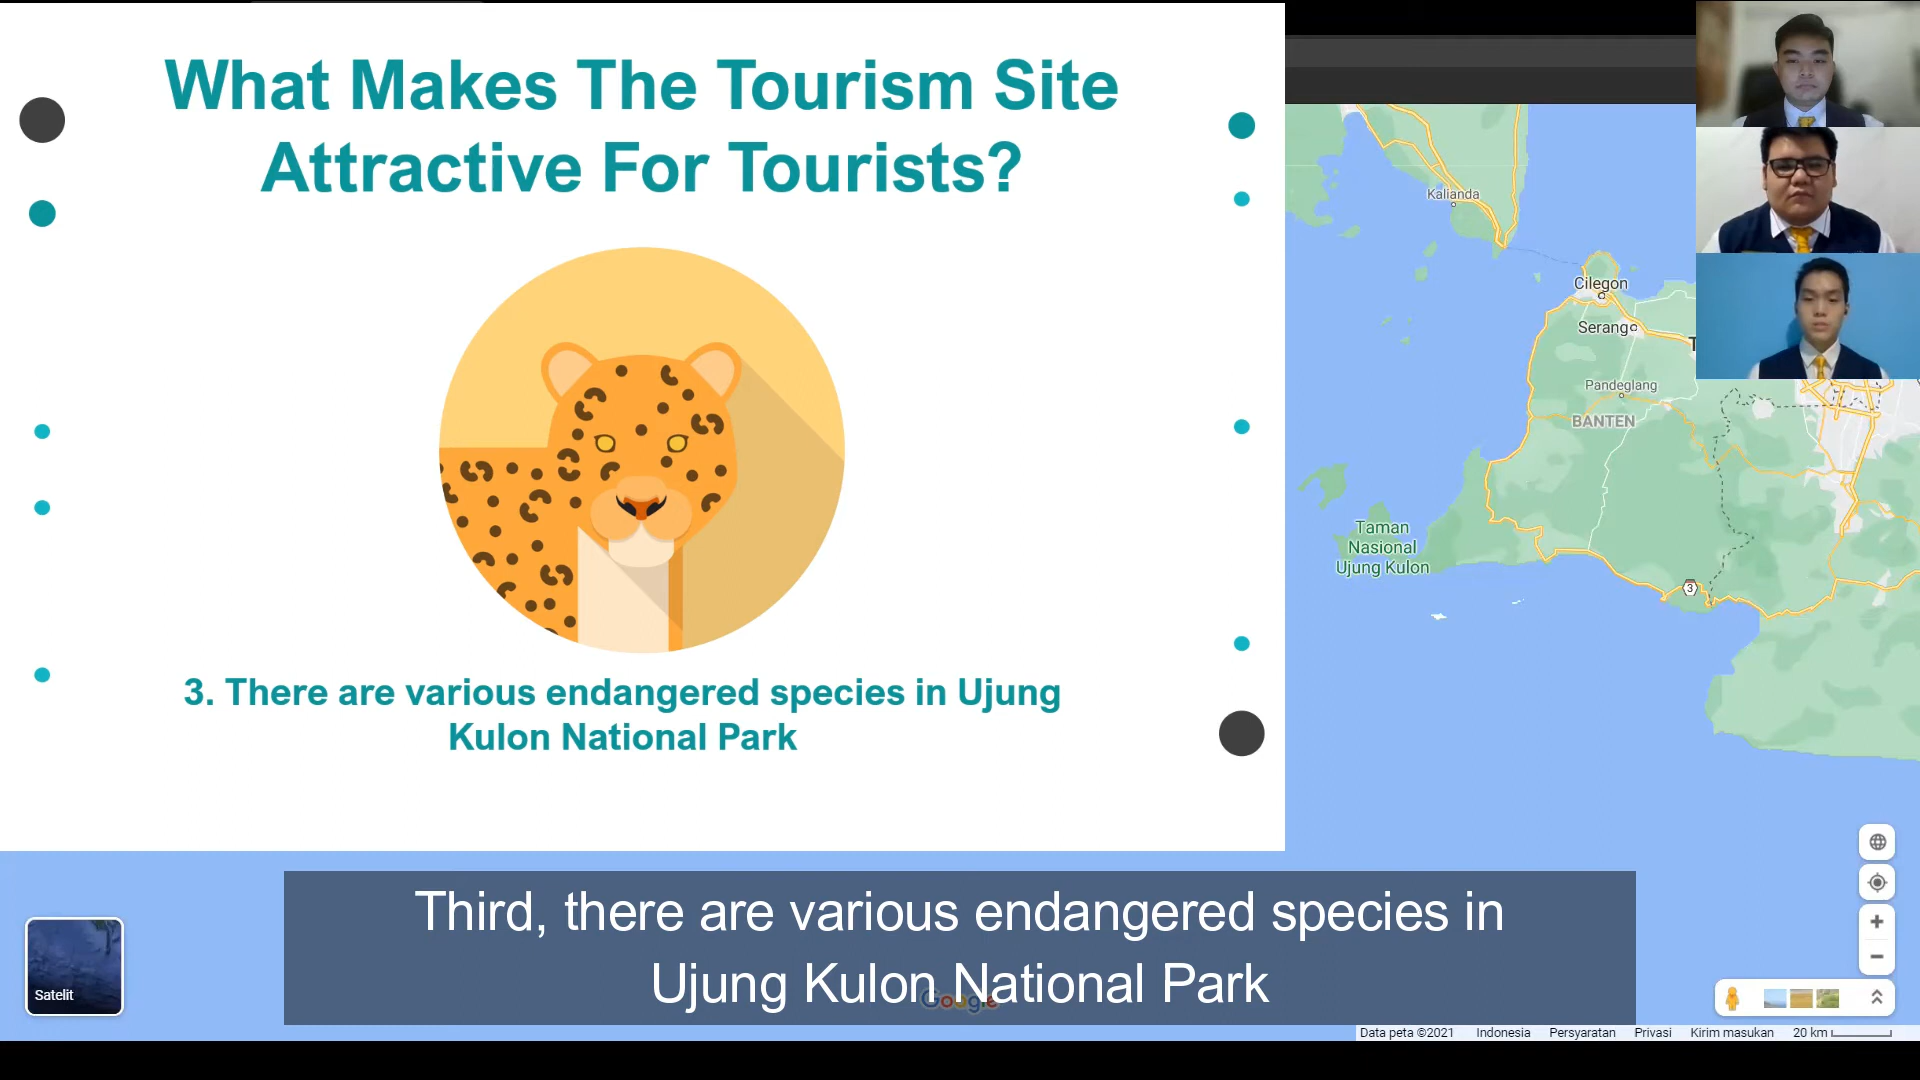 What Makes The Tourism Site
Attractive For Tourists?
3. There are various endangered species in Ujung
Kulon National Park
Kalianda
Cilegon
Serang
T
Pandeglang
BANTEN
Taman
Nasional
Ujung Kulon
3
Third, there are various endangered species in
Ujung Kulon National Park
Google
Satelit
Data peta ©2021 Indonesia Persyaratan Privasi Kirim masukan 20 km